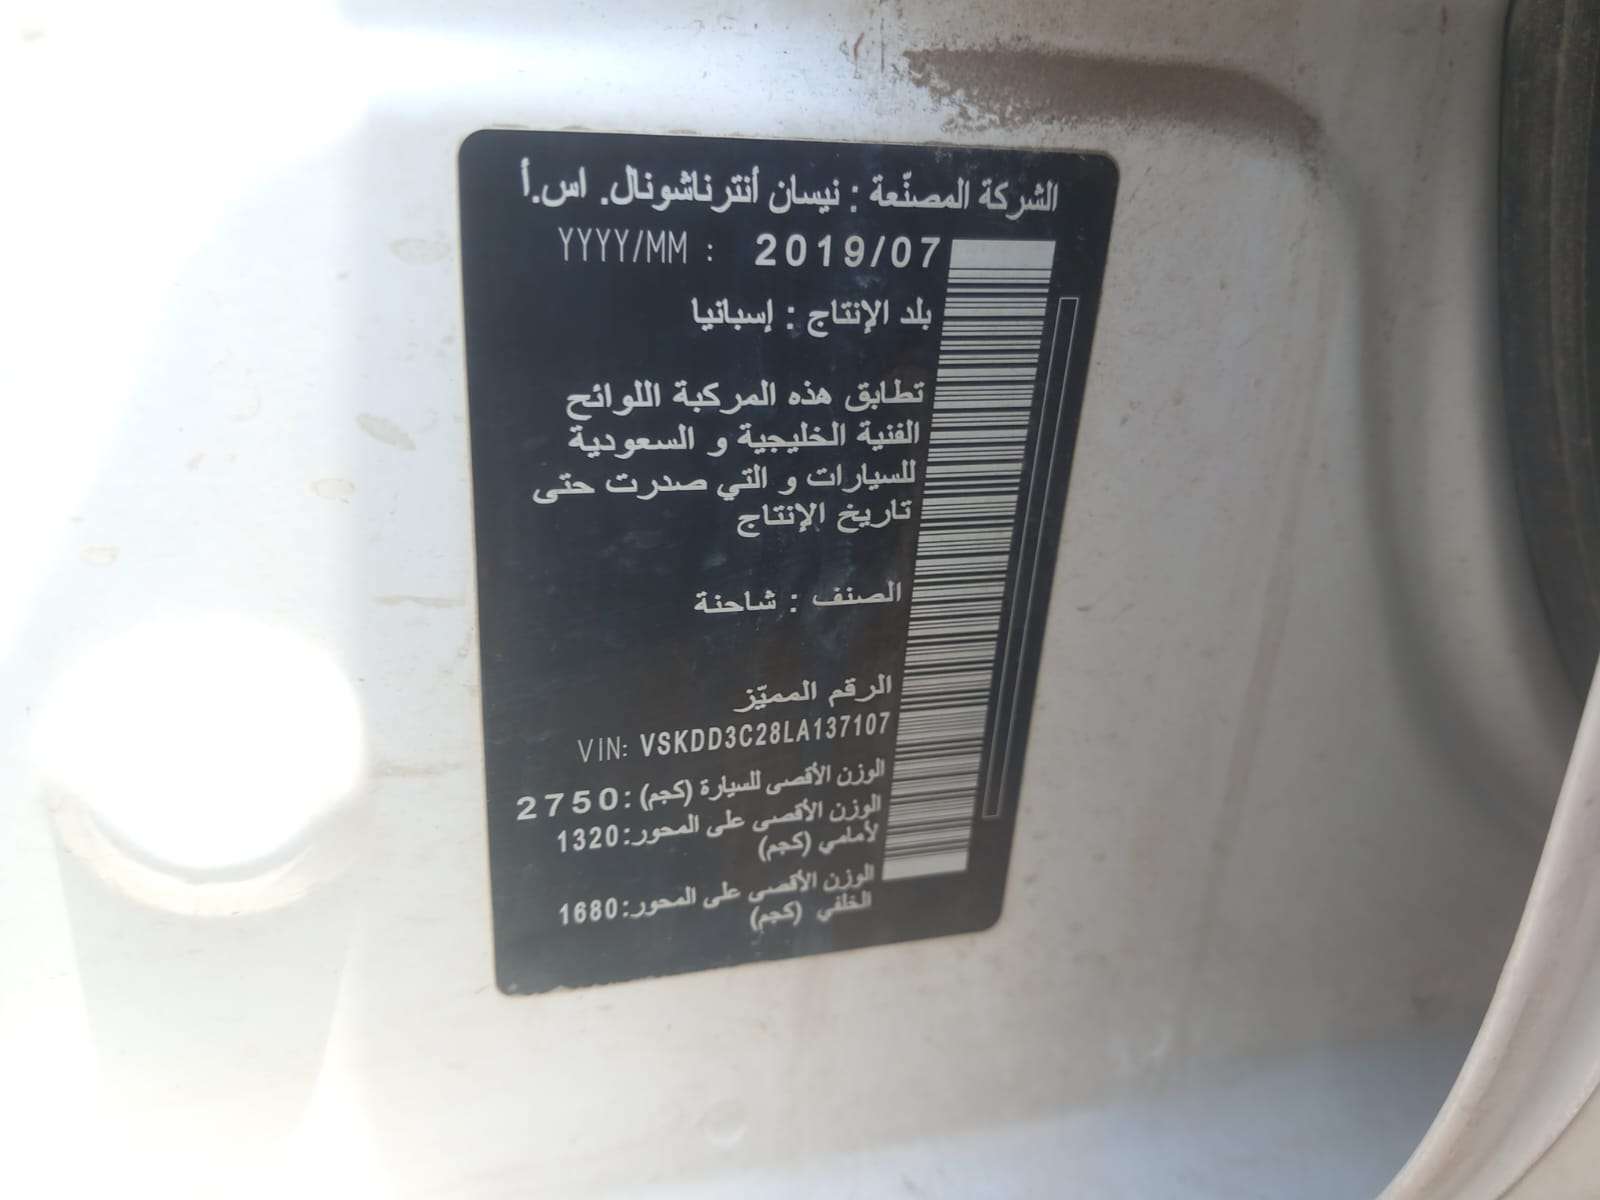 الشركة المصنّعة : نيسان أنترناشونال. اس.أ
YYYY/MM : 2019/07
بلد الإنتاج : إسبانيا
تطابق هذه المركبة اللوائح
الفنية الخليجية و السعودية
للسيارات و التي صدرت حتى
تاريخ الإنتاج
الصنف : شاحنة
الرقم المميّز
VIN: VSKDD3C28LA137107
الوزن الأقصى للسيارة (كجم):2750
الوزن الأقصى على المحور:1320
لأمامي (كجم)
الوزن الأقصى على المحور:1680
الخلفي (كجم)